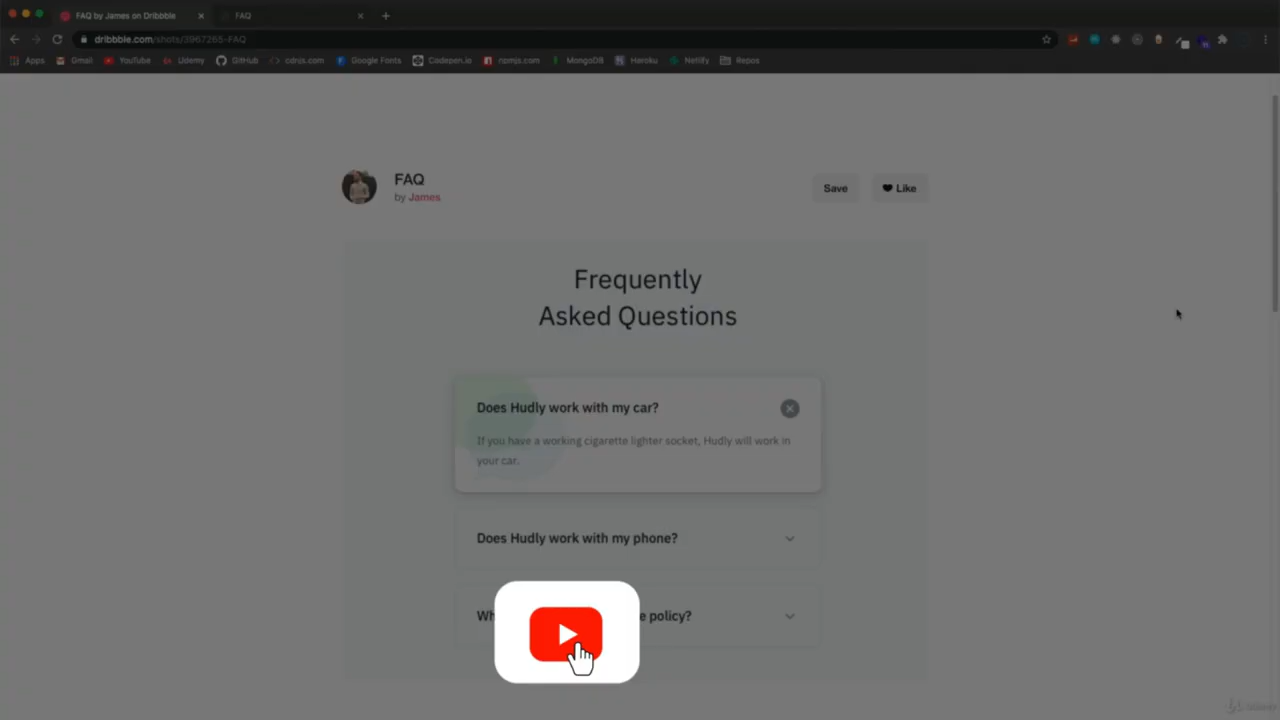 FAQ by James on Dribbble
FAQ
dribbble.com/shots/3967265-FAQ
Apps Gmail YouTube Udemy GitHub cdnjs.com Google Fonts Codepen.io npmjs.com MongoDB Heroku Netlify Repos
FAQ
by James
Save Like
Frequently
Asked Questions
Does Hudly work with my car?
If you have a working cigarette lighter socket, Hudly will work in
your car.
Does Hudly work with my phone?
policy?
Udemy